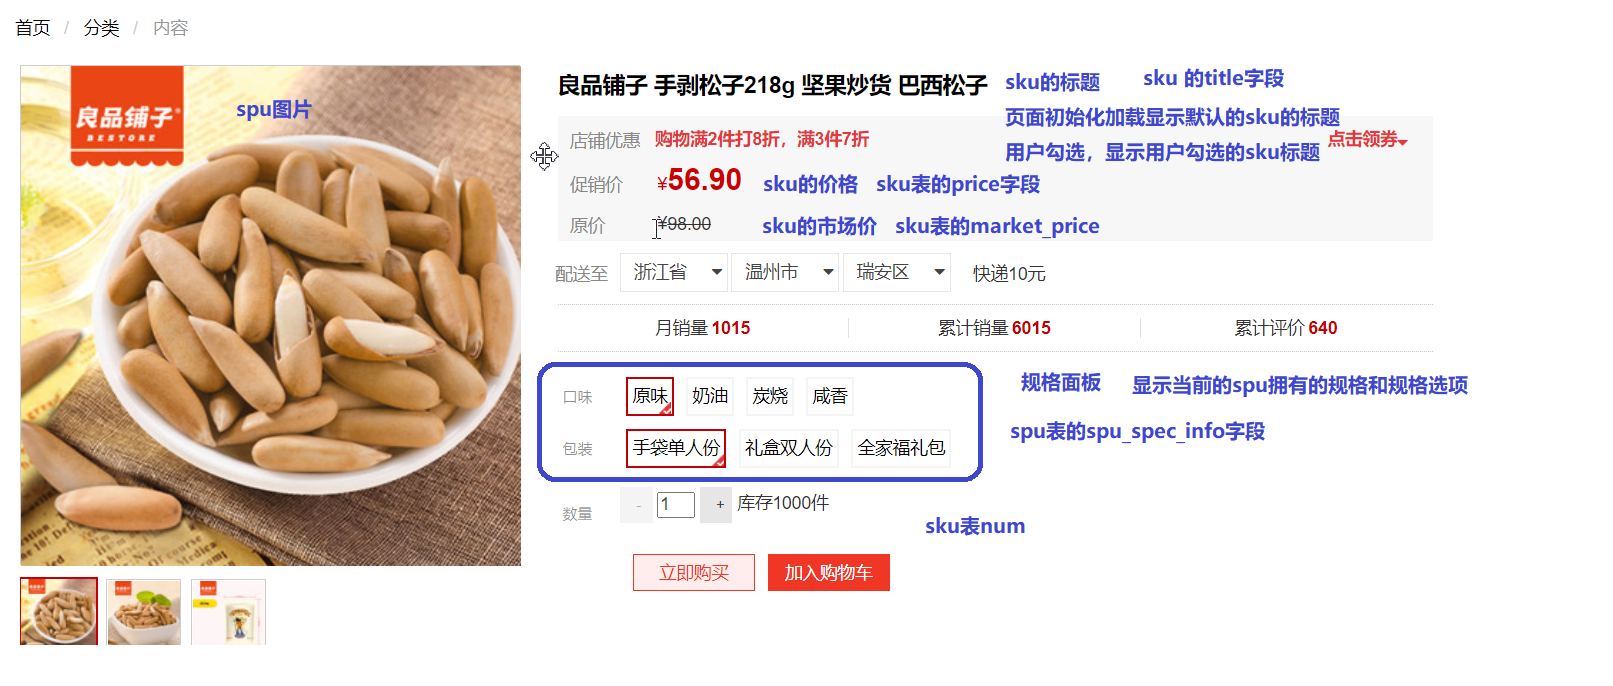 首页 / 分类 / 内容
良品铺子
BESTORE
spu图片
良品铺子 手剥松子218g 坚果炒货 巴西松子
sku的标题 sku 的title字段
页面初始化加载显示默认的sku的标题
店铺优惠 购物满2件打8折，满3件7折
点击领券
用户勾选，显示用户勾选的sku标题
促销价 ¥56.90 sku的价格 sku表的price字段
原价 ¥98.00 sku的市场价 sku表的market_price
配送至 浙江省 温州市 瑞安区 快递10元
月销量 1015 累计销量 6015 累计评价 640
口味 原味 奶油 炭烧 咸香
规格面板 显示当前的spu拥有的规格和规格选项
包装 手袋单人份 礼盒双人份 全家福礼包
spu表的spu_spec_info字段
数量 - 1 + 库存1000件
sku表num
立即购买 加入购物车